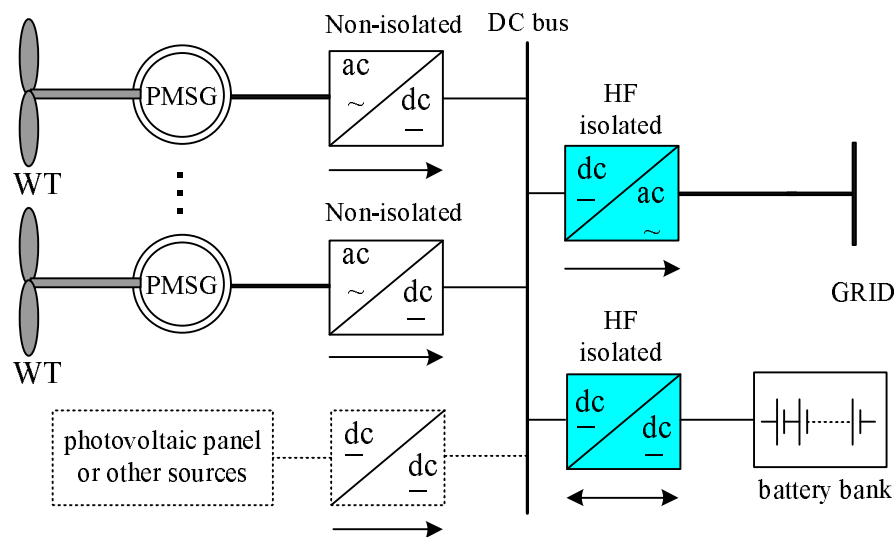 Non-isolated
DC bus
ac
~
dc
PMSG
WT
HF
isolated
dc
ac
~
GRID
Non-isolated
ac
~
dc
PMSG
WT
HF
isolated
dc
dc
battery bank
photovoltaic panel
or other sources
dc
dc